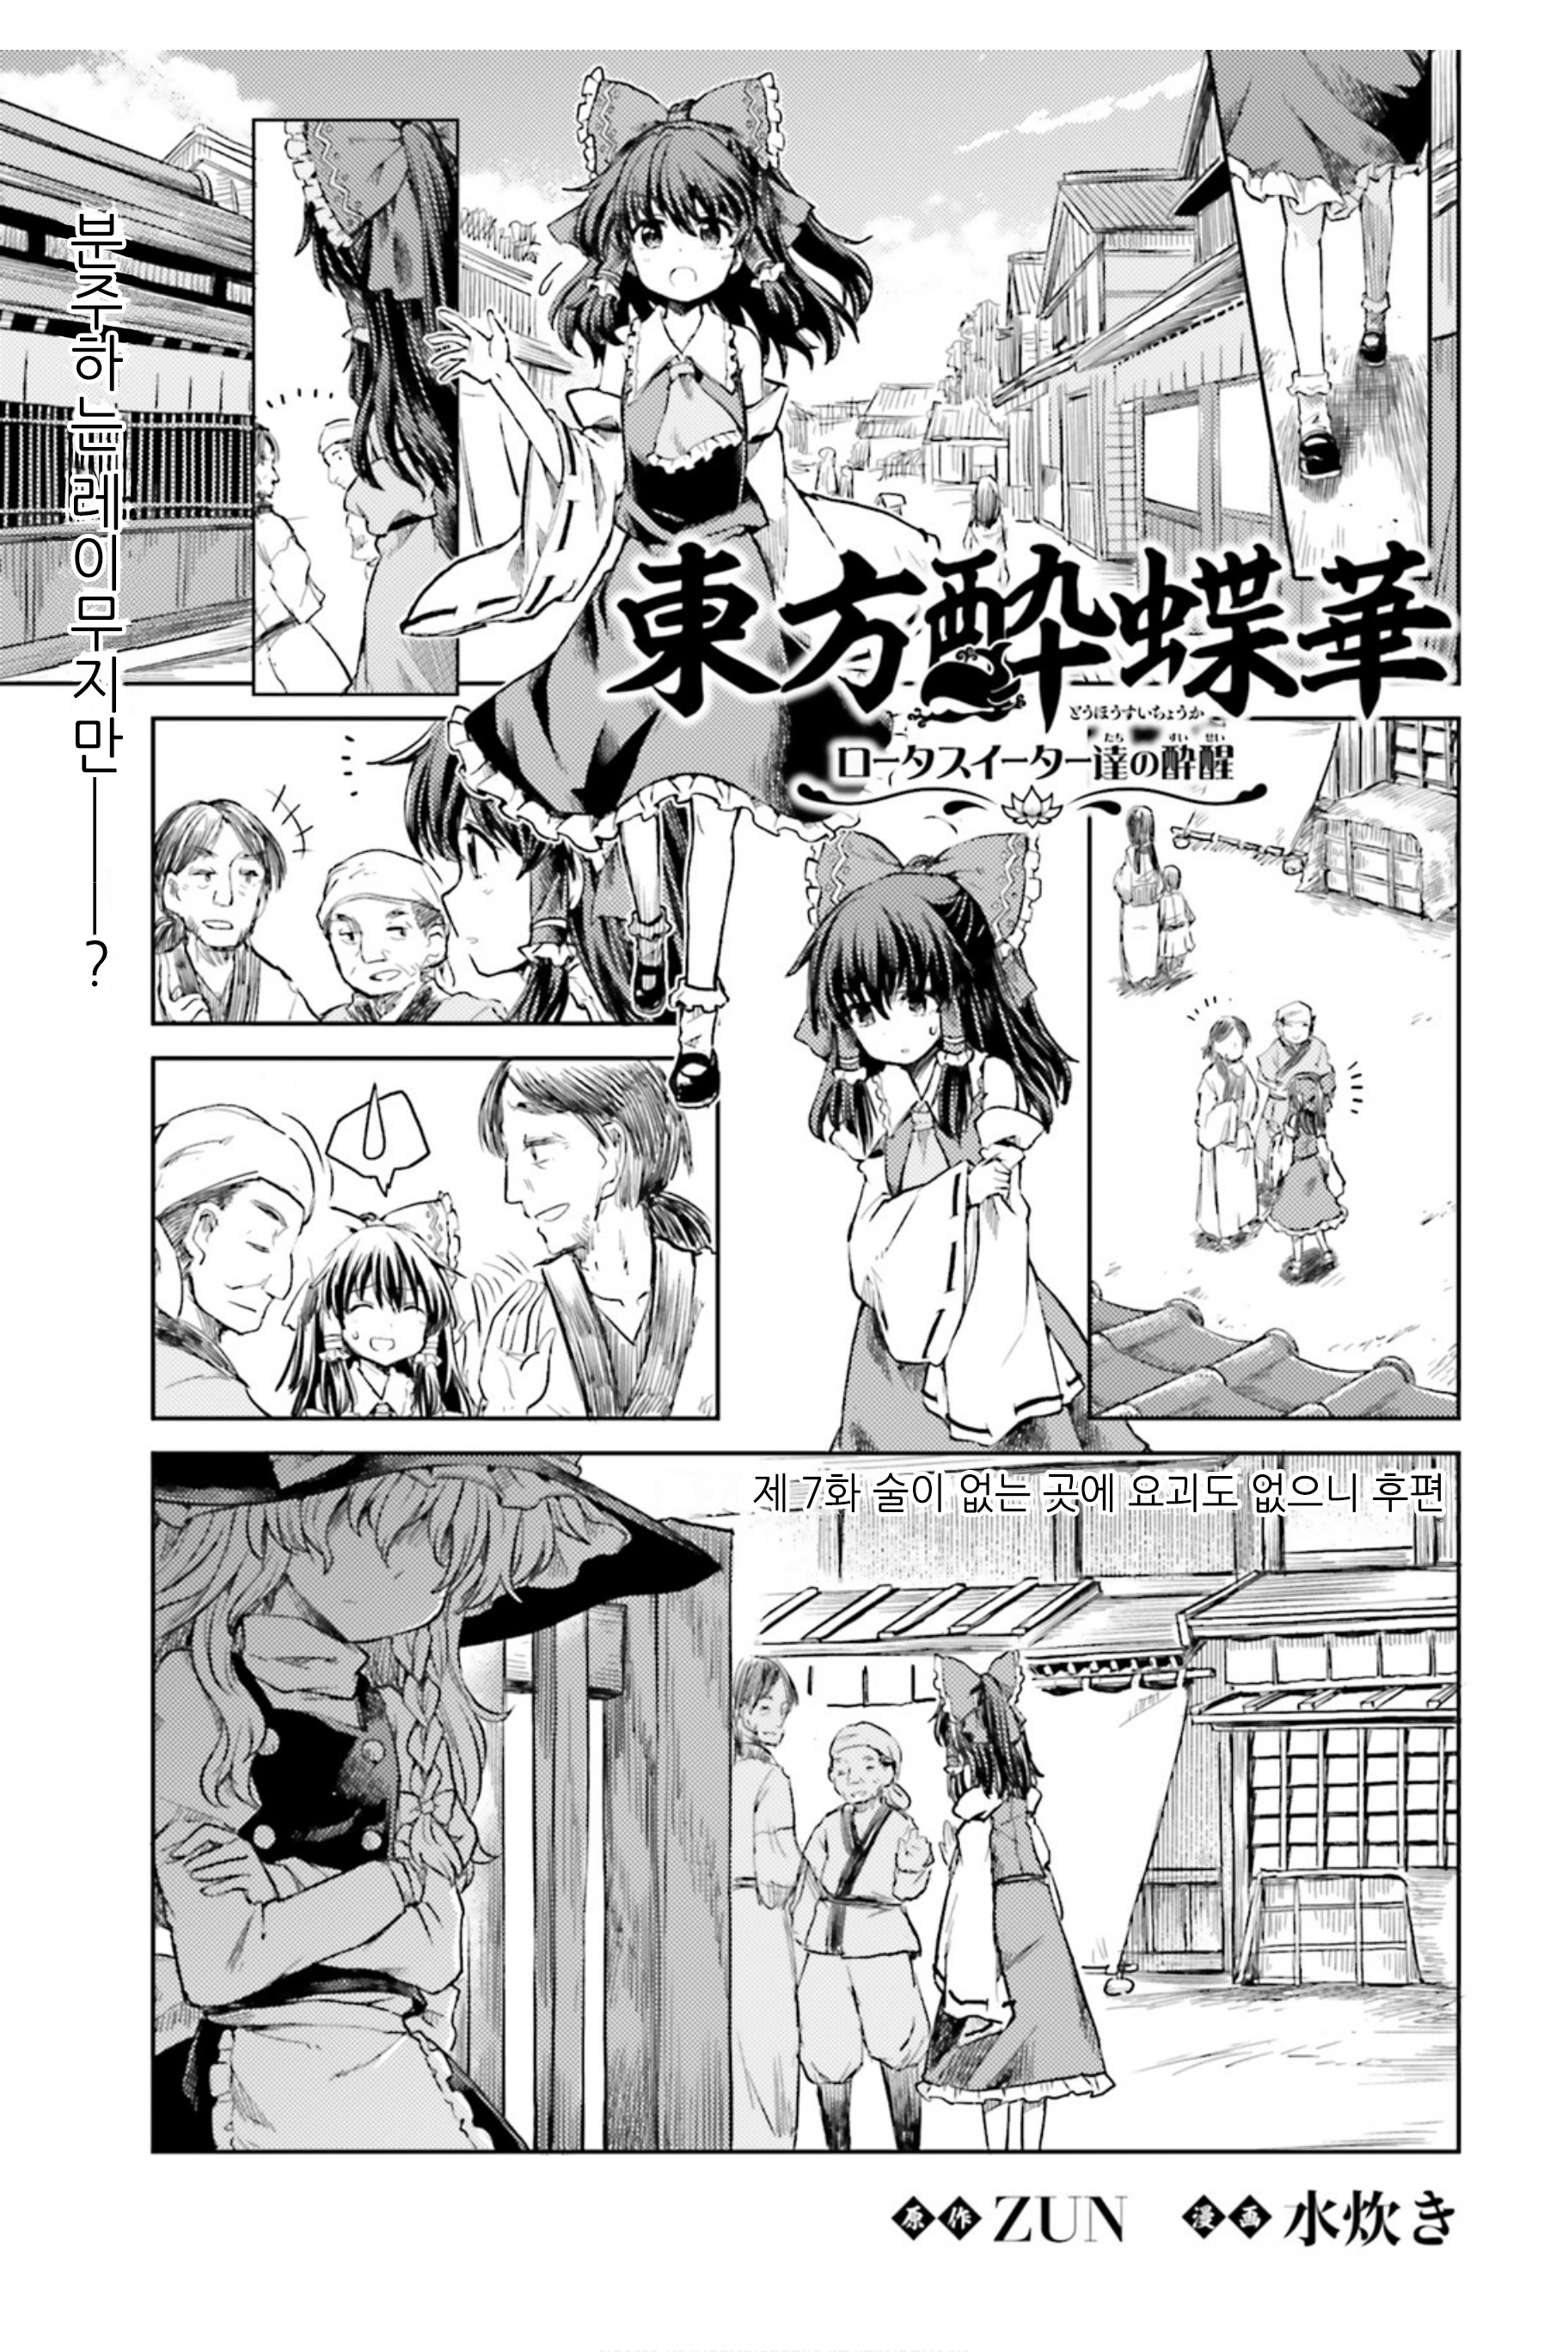 東方酔蝶華
どうほうすいちょうか
ロータスイーター達の酔醒
たち すい せい
분주하는 레이무지만――?
제 7화 술이 없는 곳에 요괴도 없으니 후편
原作 ZUN 漫画 水炊き